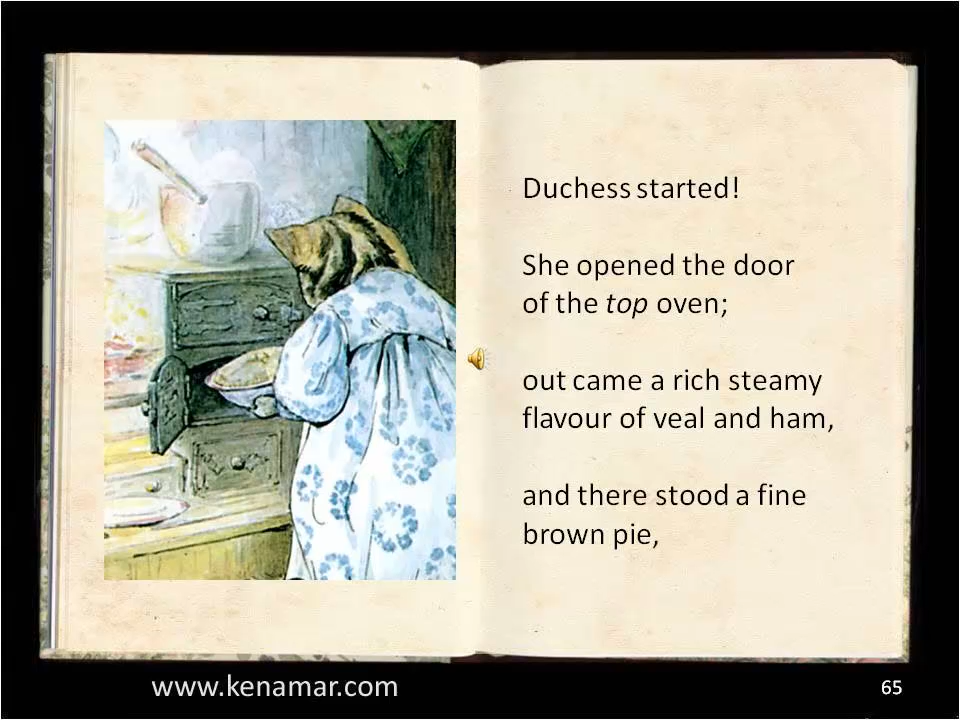 Duchess started!
She opened the door
of the top oven;
out came a rich steamy
flavour of veal and ham,
and there stood a fine
brown pie,
www.kenamar.com
65